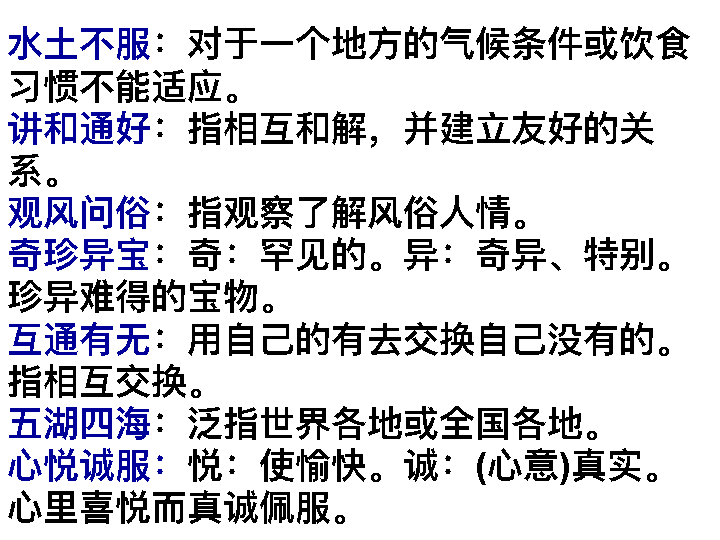 水土不服：对于一个地方的气候条件或饮食
习惯不能适应。
讲和通好：指相互和解，并建立友好的关
系。
观风问俗：指观察了解风俗人情。
奇珍异宝：奇：罕见的。异：奇异、特别。
珍异难得的宝物。
互通有无：用自己的有去交换自己没有的。
指相互交换。
五湖四海：泛指世界各地或全国各地。
心悦诚服：悦：使愉快。诚：(心意)真实。
心里喜悦而真诚佩服。